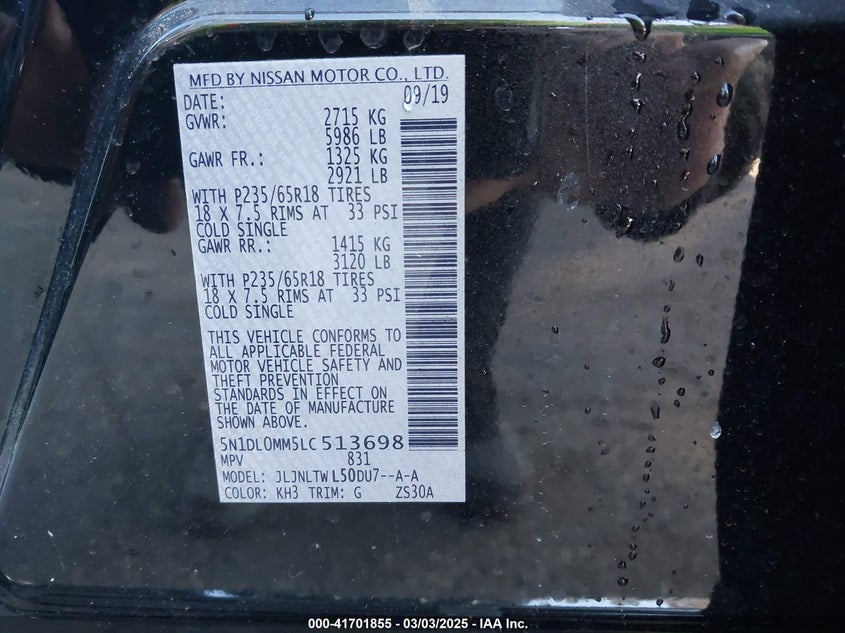 MFD BY NISSAN MOTOR CO., LTD.
DATE: 09/19
GVWR: 2715 KG
5986 LB
GAWR FR.: 1325 KG
2921 LB
WITH P235/65R18 TIRES
18 X 7.5 RIMS AT 33 PSI
COLD SINGLE
GAWR RR.: 1415 KG
3120 LB
WITH P235/65R18 TIRES
18 X 7.5 RIMS AT 33 PSI
COLD SINGLE
THIS VEHICLE CONFORMS TO
ALL APPLICABLE FEDERAL
MOTOR VEHICLE SAFETY AND
THEFT PREVENTION
STANDARDS IN EFFECT ON
THE DATE OF MANUFACTURE
SHOWN ABOVE.
5N1DL0MM5LC513698
MPV 831
MODEL: JLJNLTWL50DU7--A-A
COLOR: KH3 TRIM: G ZS30A
000-41701855 - 03/03/2025 - IAA Inc.